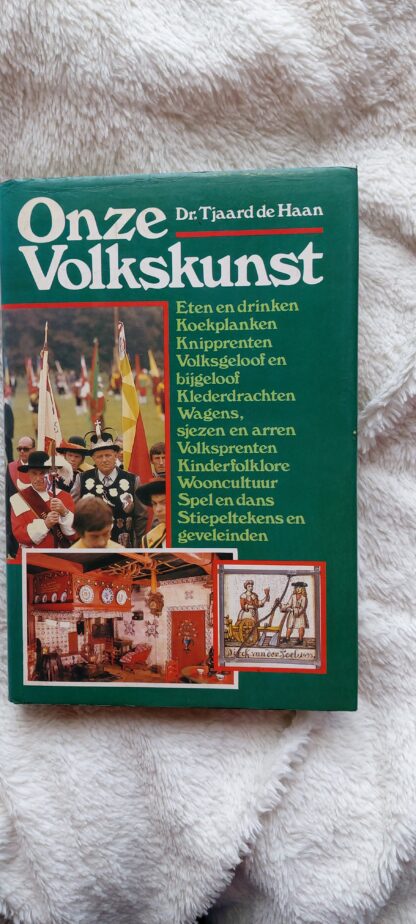 Onze
Dr. Tjaard de Haan
Volkskunst
Eten en drinken
Koekplanken
Knipprenten
Volksgeloof en
bijgeloof
Klederdrachten
Wagens,
sjezen en arren
Volksprenten
Kinderfolklore
Wooncultuur
Spel en dans
Stiepeltekens en
geveleinden